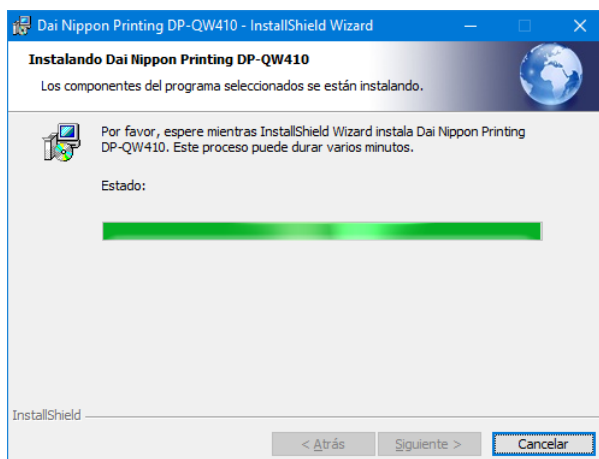 Dai Nippon Printing DP-QW410 - InstallShield Wizard
Instalando Dai Nippon Printing DP-QW410
Los componentes del programa seleccionados se están instalando.
Por favor, espere mientras InstallShield Wizard instala Dai Nippon Printing
DP-QW410. Este proceso puede durar varios minutos.
Estado:
InstallShield
< Atrás
Siguiente >
Cancelar